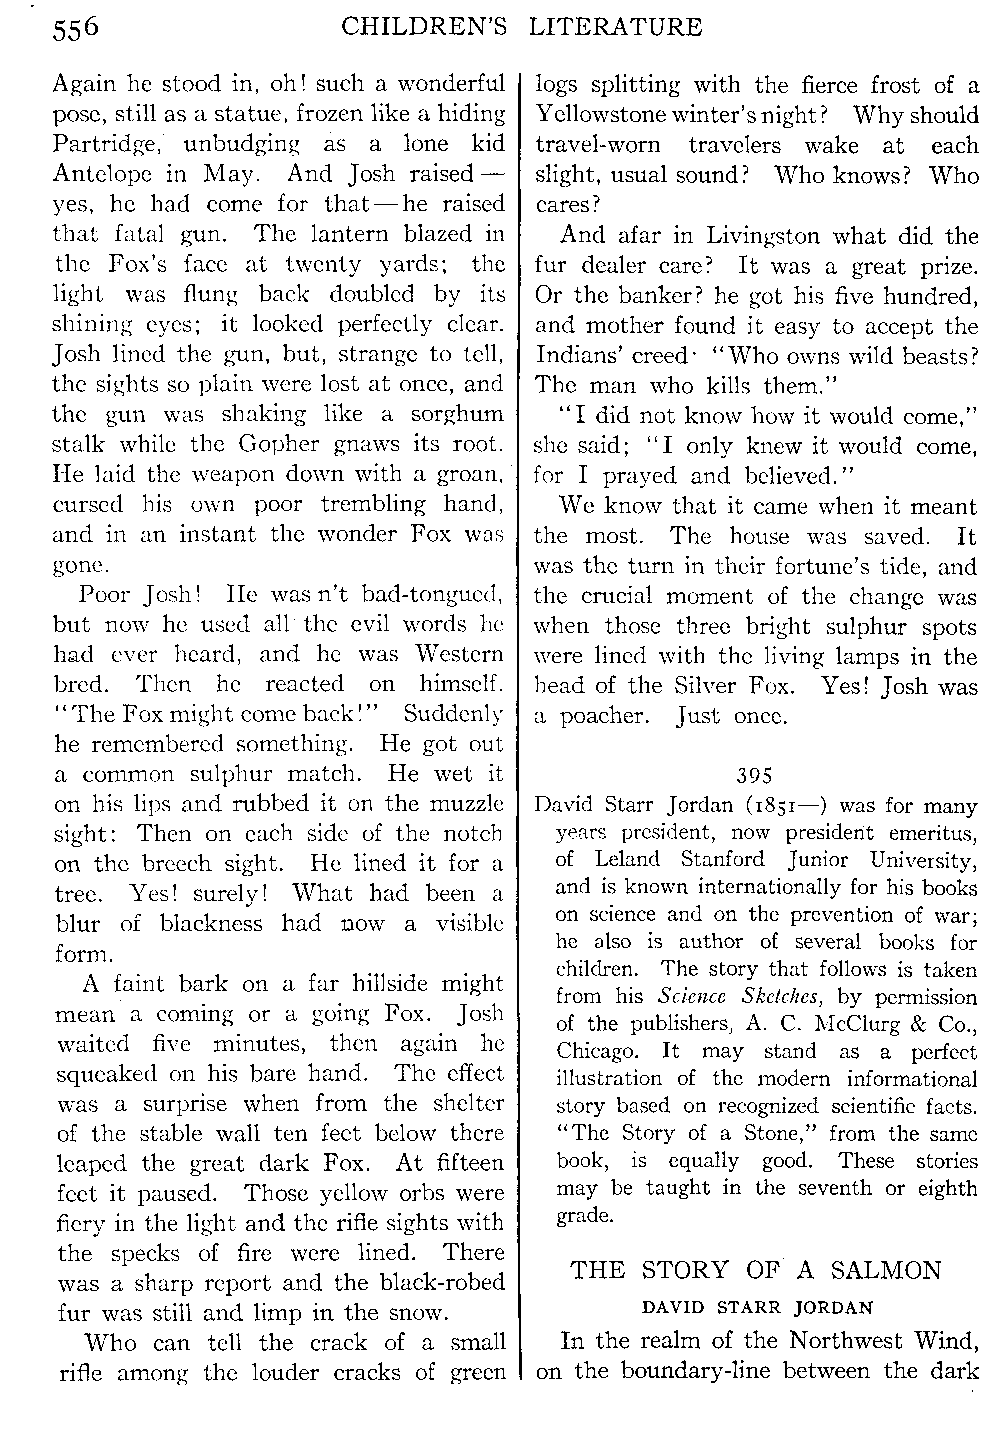 556
CHILDREN'S LITERATURE
Again he stood in, oh! such a wonderful
pose, still as a statue, frozen like a hiding
Partridge, unbudging as a lone kid
Antelope in May. And Josh raised—
yes, he had come for that—he raised
that fatal gun. The lantern blazed in
the Fox's face at twenty yards; the
light was flung back doubled by its
shining eyes; it looked perfectly clear.
Josh lined the gun, but, strange to tell,
the sights so plain were lost at once, and
the gun was shaking like a sorghum
stalk while the Gopher gnaws its root.
He laid the weapon down with a groan,
cursed his own poor trembling hand,
and in an instant the wonder Fox was
gone.
Poor Josh! He was n't bad-tongued,
but now he used all the evil words he
had ever heard, and he was Western
bred. Then he reacted on himself.
"The Fox might come back!" Suddenly
he remembered something. He got out
a common sulphur match. He wet it
on his lips and rubbed it on the muzzle
sight: Then on each side of the notch
on the breech sight. He lined it for a
tree. Yes! surely! What had been a
blur of blackness had now a visible
form.
A faint bark on a far hillside might
mean a coming or a going Fox. Josh
waited five minutes, then again he
squeaked on his bare hand. The effect
was a surprise when from the shelter
of the stable wall ten feet below there
leaped the great dark Fox. At fifteen
feet it paused. Those yellow orbs were
fiery in the light and the rifle sights with
the specks of fire were lined. There
was a sharp report and the black-robed
fur was still and limp in the snow.
Who can tell the crack of a small
rifle among the louder cracks of green
logs splitting with the fierce frost of a
Yellowstone winter's night? Why should
travel-worn travelers wake at each
slight, usual sound? Who knows? Who
cares?
And afar in Livingston what did the
fur dealer care? It was a great prize.
Or the banker? he got his five hundred,
and mother found it easy to accept the
Indians' creed· "Who owns wild beasts?
The man who kills them."
"I did not know how it would come,"
she said; "I only knew it would come,
for I prayed and believed."
We know that it came when it meant
the most. The house was saved. It
was the turn in their fortune's tide, and
the crucial moment of the change was
when those three bright sulphur spots
were lined with the living lamps in the
head of the Silver Fox. Yes! Josh was
a poacher. Just once.
395
David Starr Jordan (1851—) was for many
years president, now president emeritus,
of Leland Stanford Junior University,
and is known internationally for his books
on science and on the prevention of war;
he also is author of several books for
children. The story that follows is taken
from his Science Sketches, by permission
of the publishers, A. C. McClurg & Co.,
Chicago. It may stand as a perfect
illustration of the modern informational
story based on recognized scientific facts.
"The Story of a Stone," from the same
book, is equally good. These stories
may be taught in the seventh or eighth
grade.
THE STORY OF A SALMON
DAVID STARR JORDAN
In the realm of the Northwest Wind,
on the boundary-line between the dark